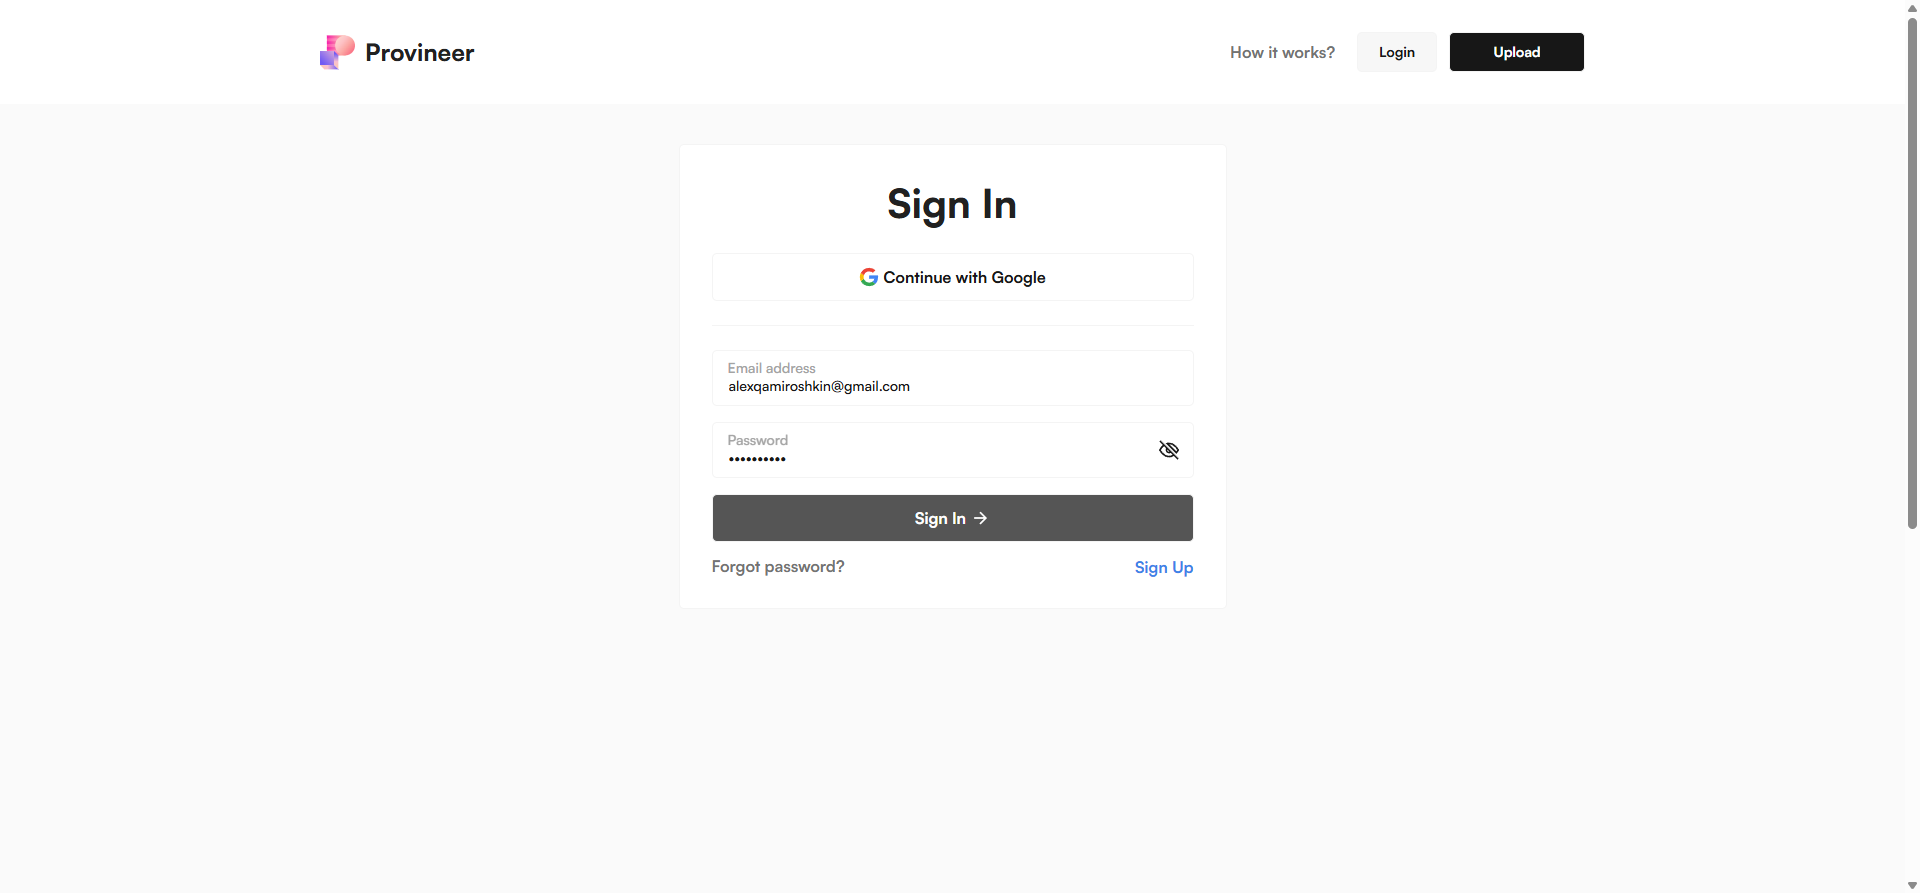 Provineer
How it works?
Login
Upload
Sign In
Continue with Google
Email address
alexqamiroshkin@gmail.com
Password
••••••••••
Sign In →
Forgot password?
Sign Up